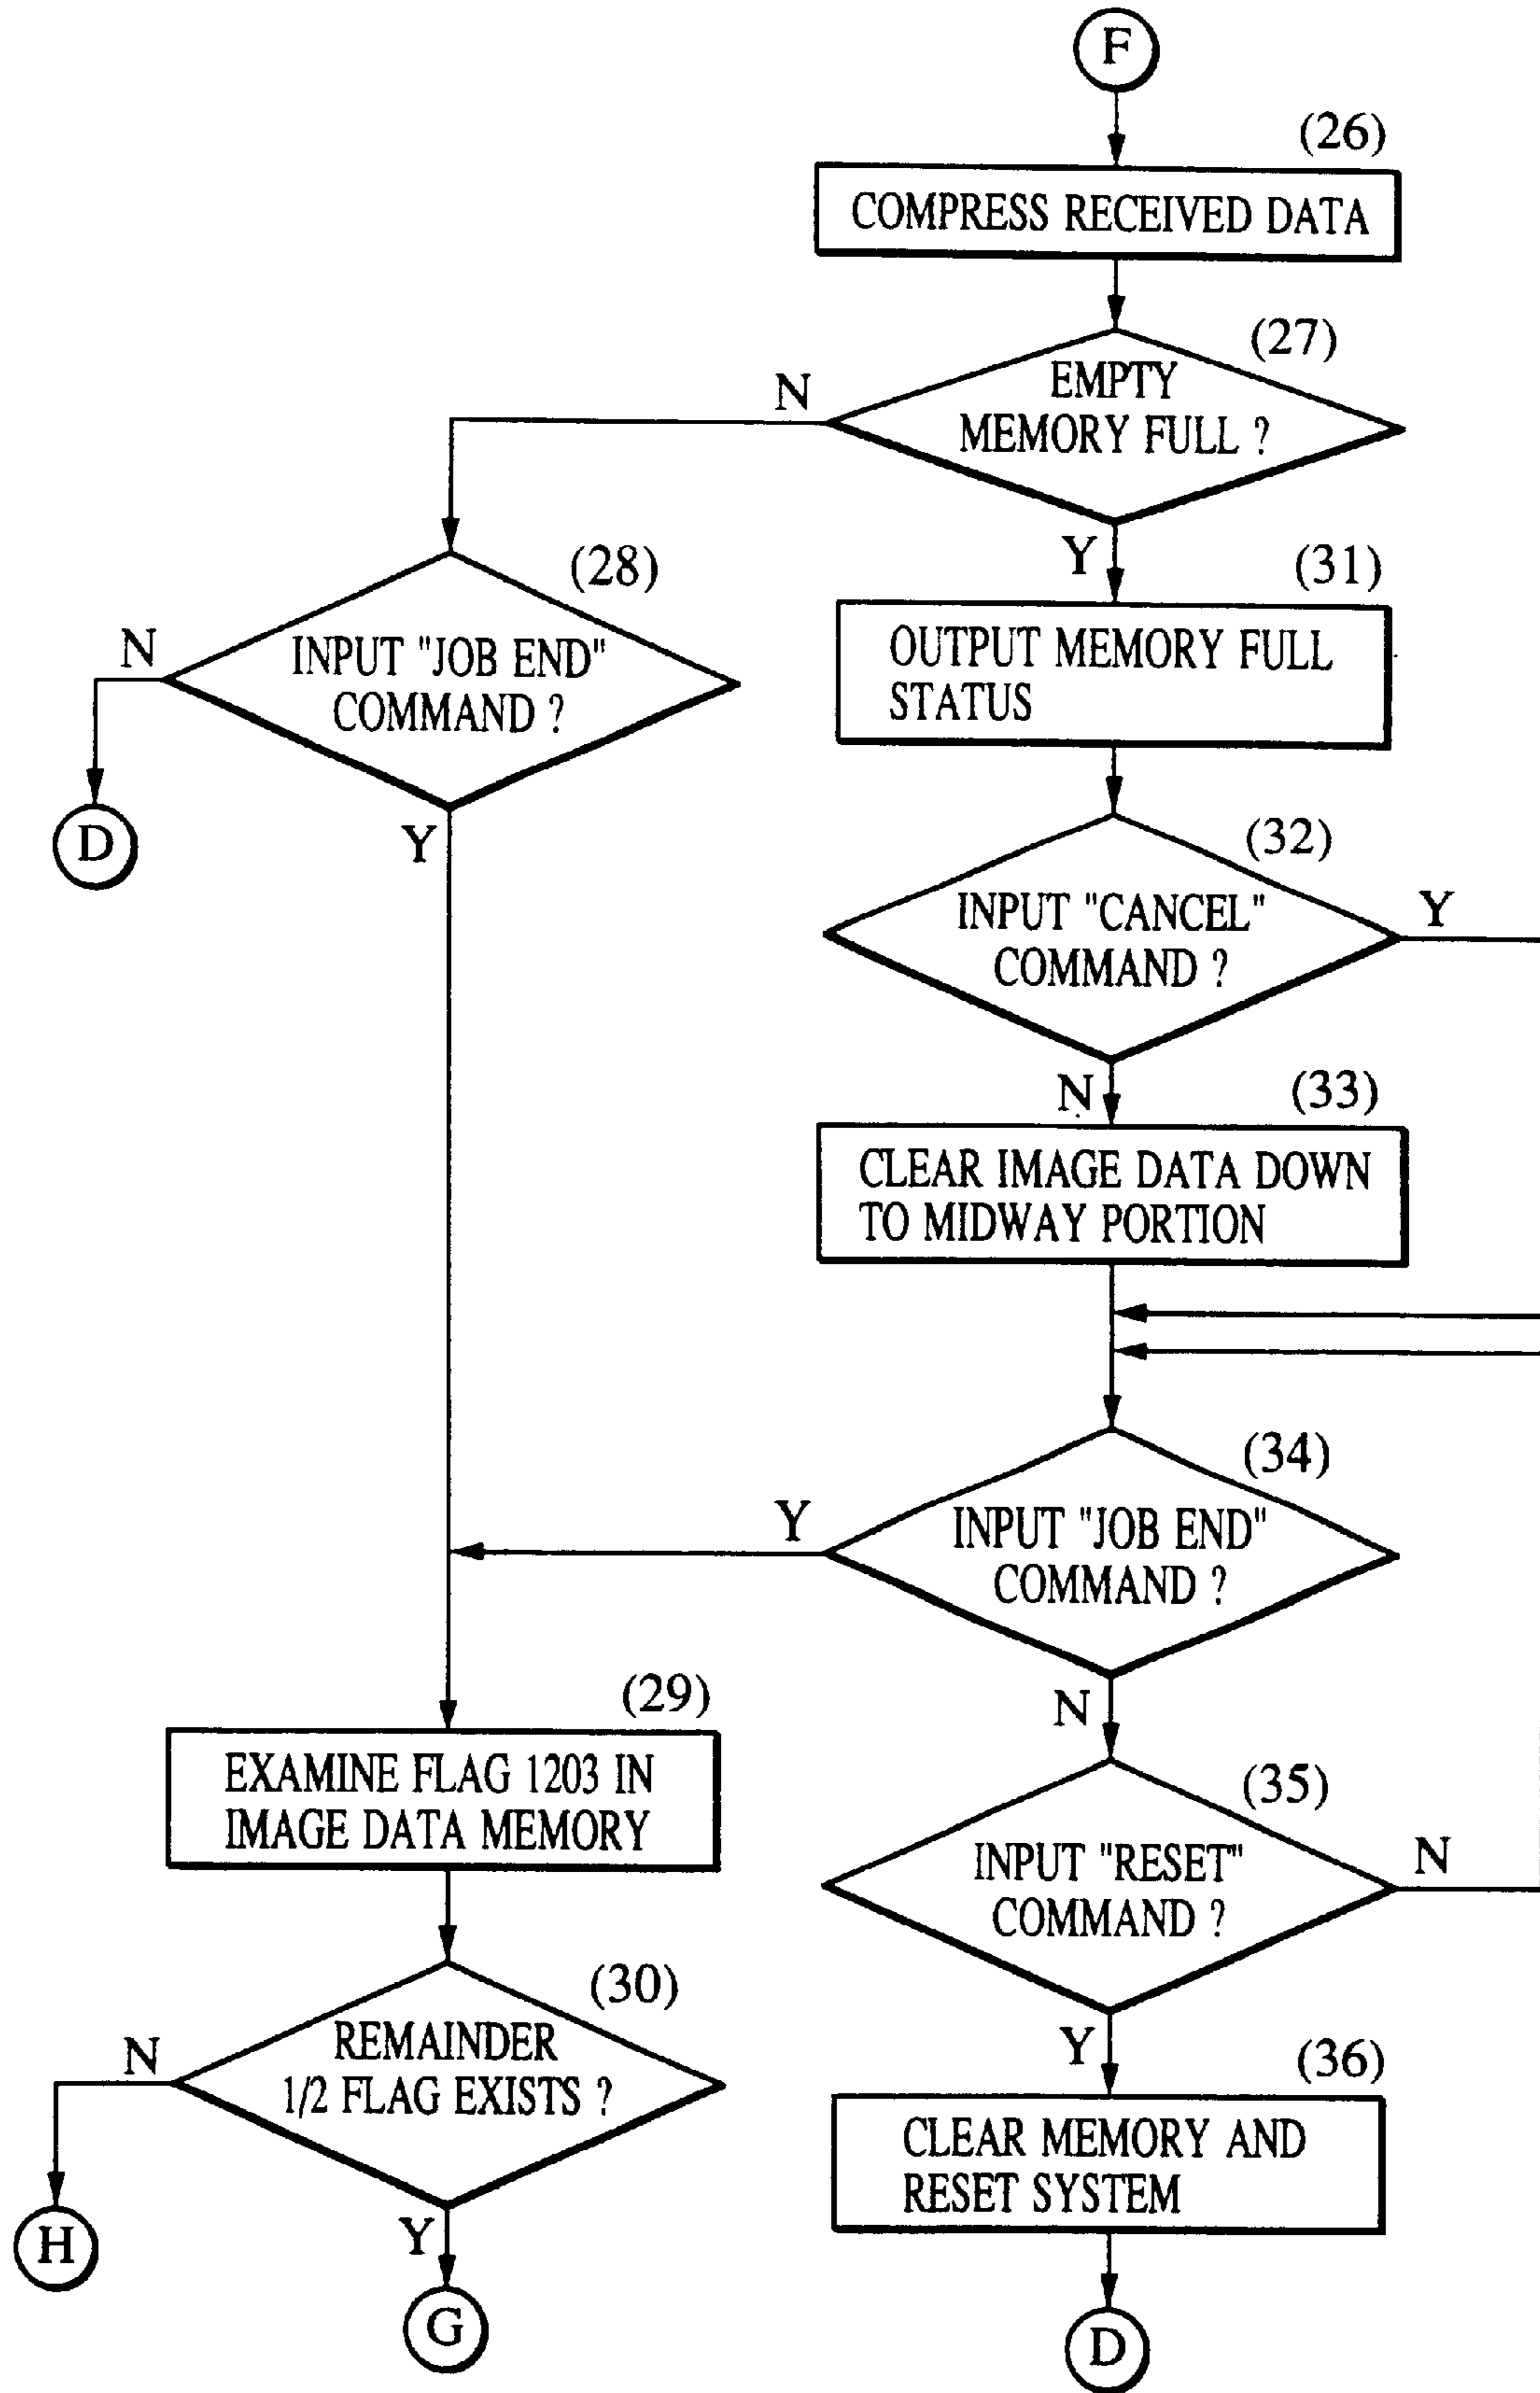 F
(26)
COMPRESS RECEIVED DATA
(27)
EMPTY
MEMORY FULL ?
N
Y
(28)
INPUT "JOB END"
COMMAND ?
N
D
Y
(31)
OUTPUT MEMORY FULL
STATUS
(32)
INPUT "CANCEL"
COMMAND ?
Y
N
(33)
CLEAR IMAGE DATA DOWN
TO MIDWAY PORTION
(34)
INPUT "JOB END"
COMMAND ?
Y
N
(29)
EXAMINE FLAG 1203 IN
IMAGE DATA MEMORY
(35)
INPUT "RESET"
COMMAND ?
N
Y
(30)
REMAINDER
1/2 FLAG EXISTS ?
N
H
Y
G
(36)
CLEAR MEMORY AND
RESET SYSTEM
D